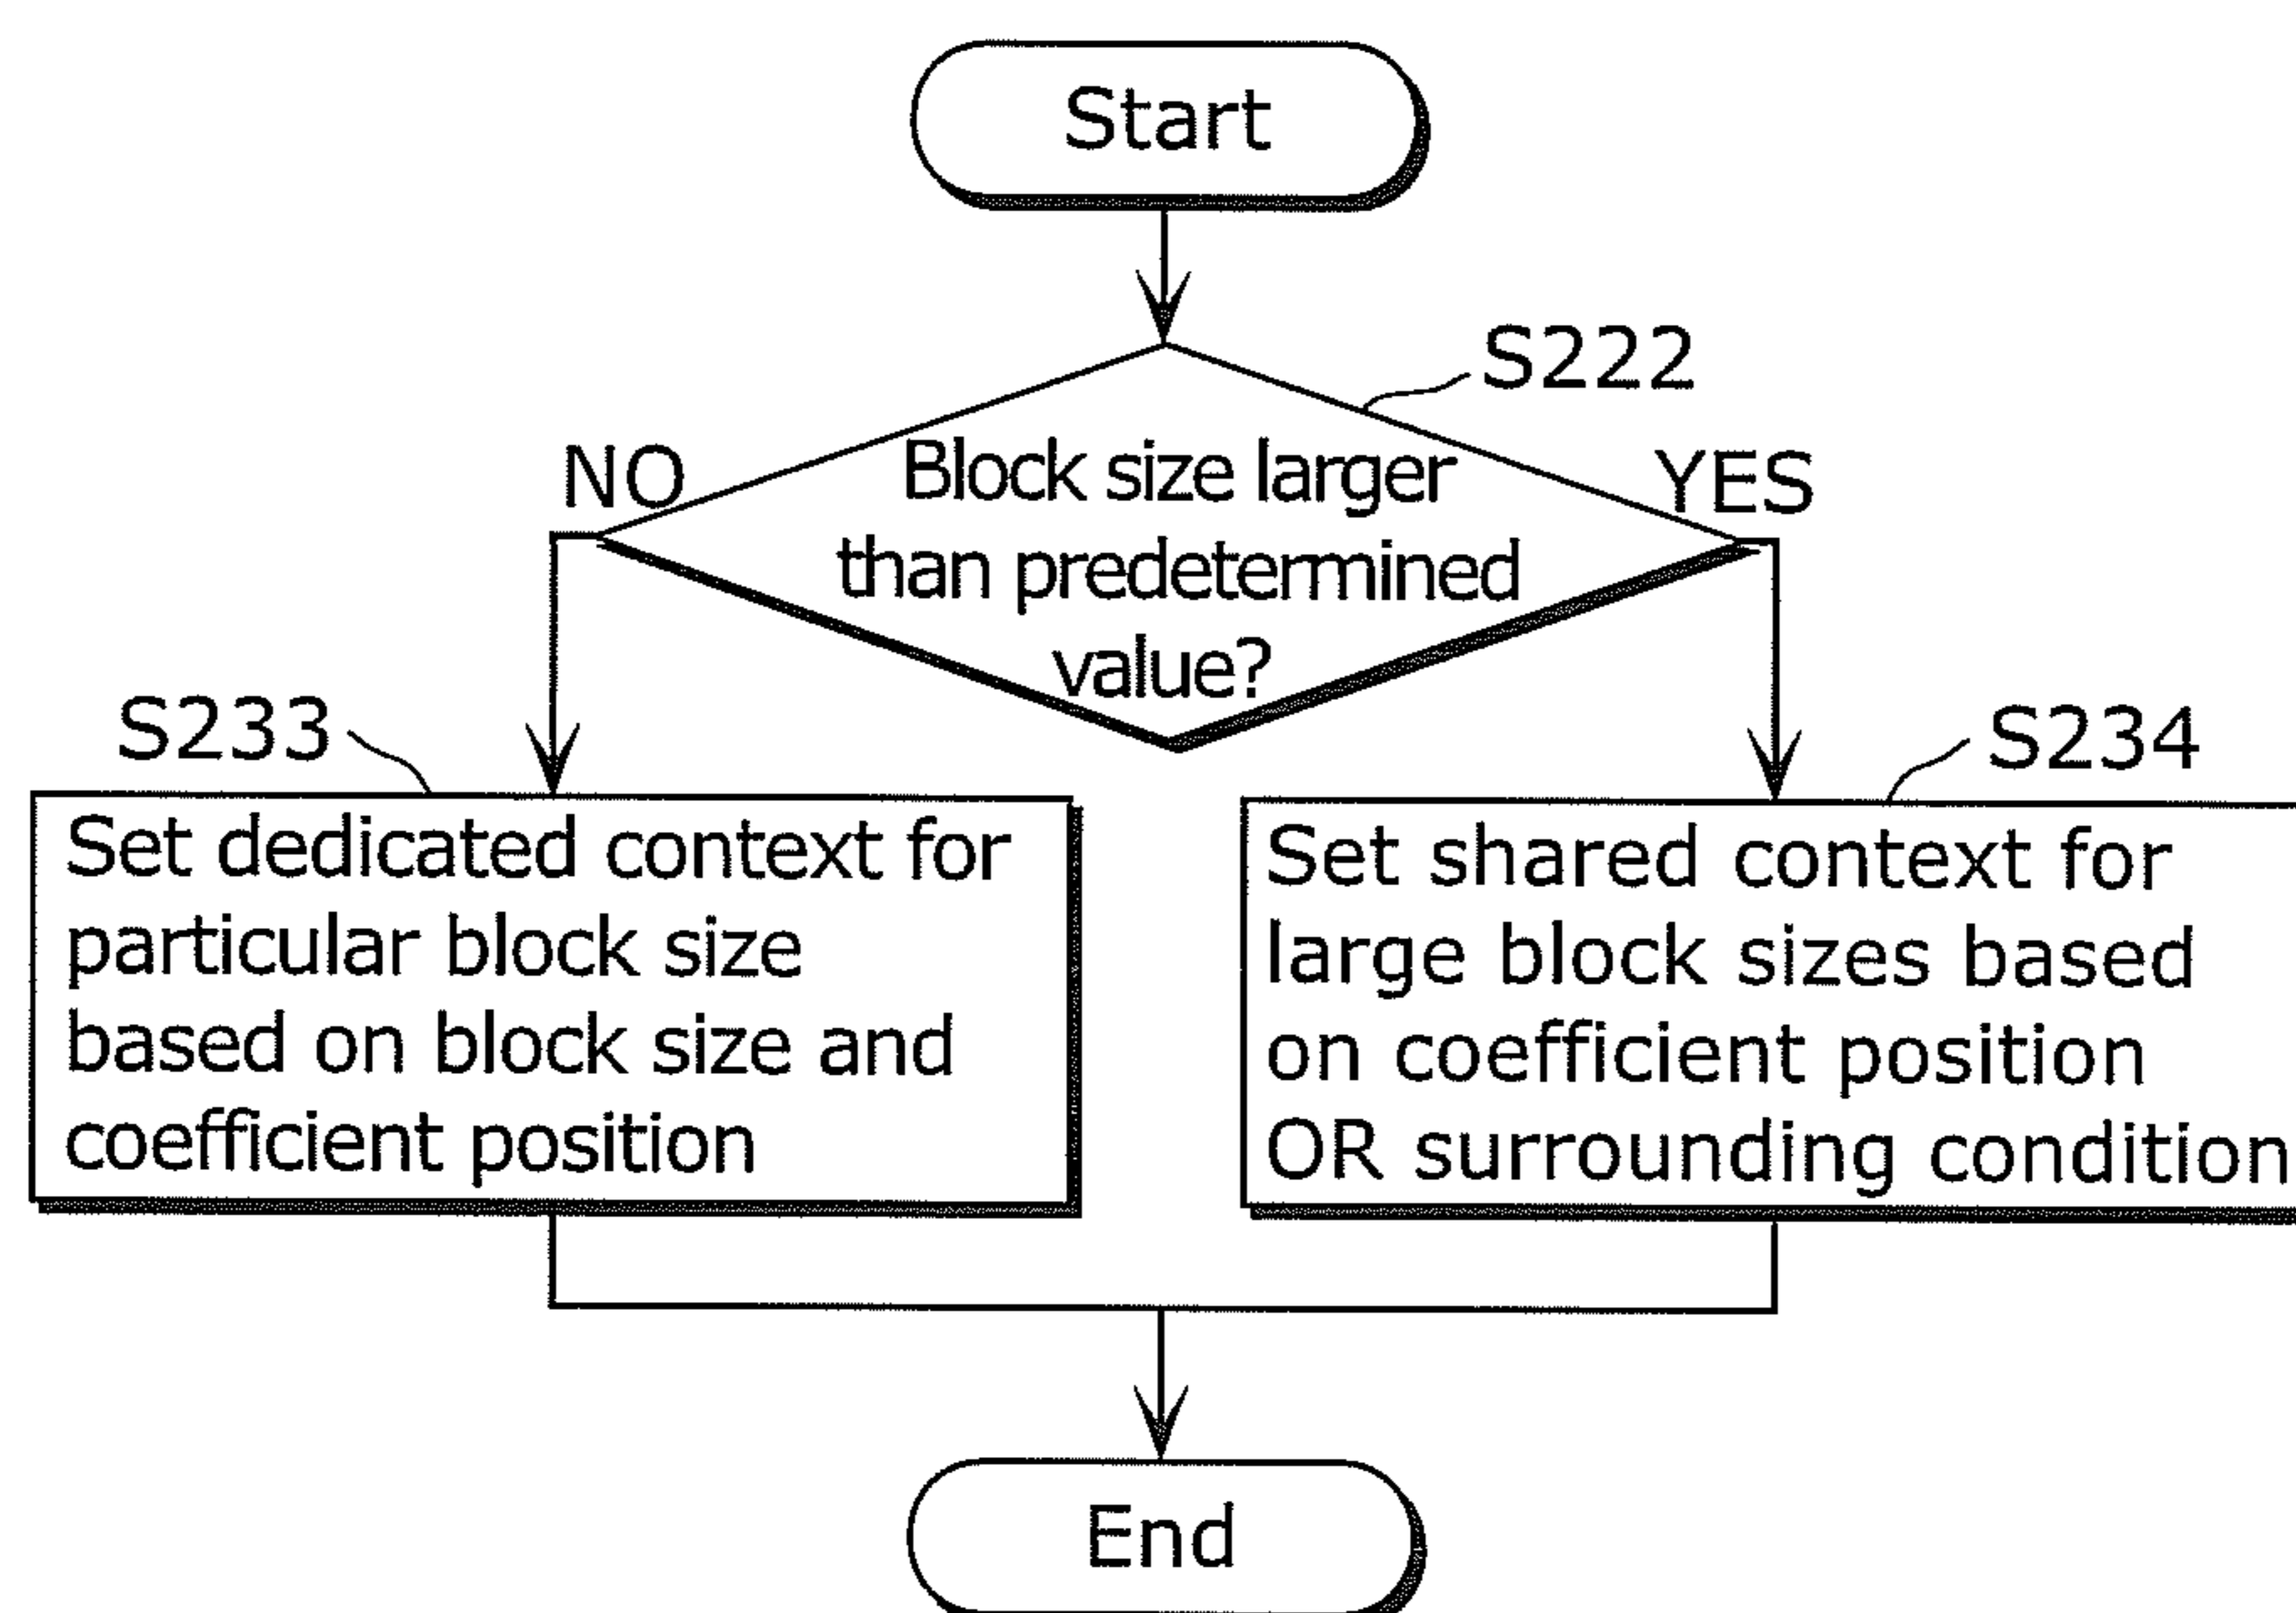 Start
S222
NO
YES
Block size larger
than predetermined
value?
S233
Set dedicated context for
particular block size
based on block size and
coefficient position
S234
Set shared context for
large block sizes based
on coefficient position
OR surrounding condition
End